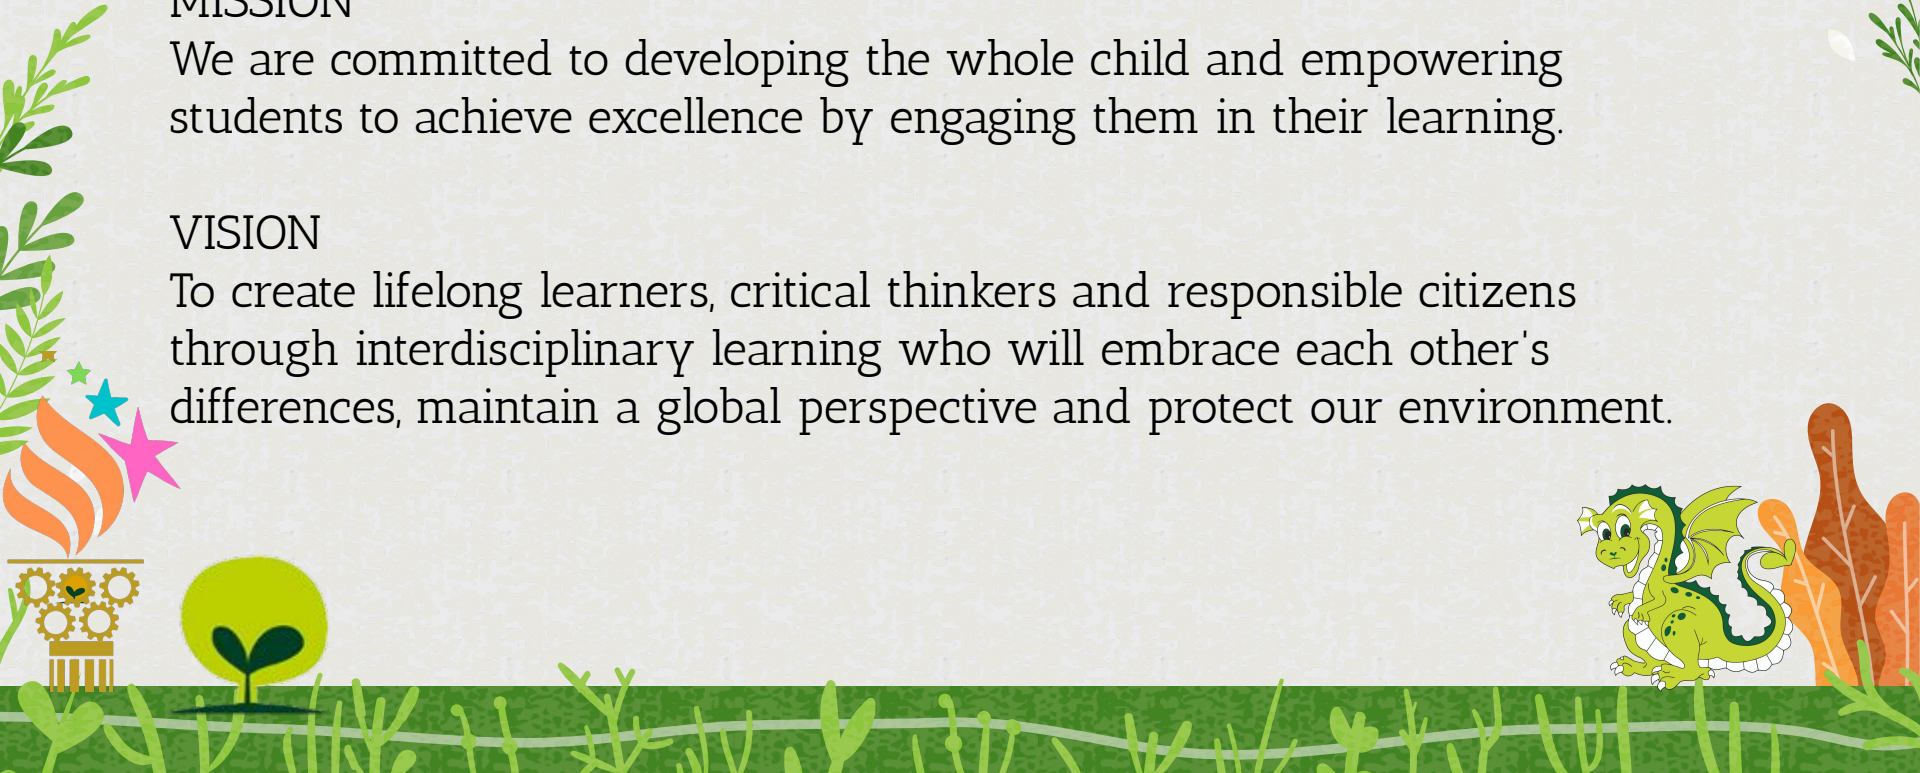 MISSION
We are committed to developing the whole child and empowering
students to achieve excellence by engaging them in their learning.
VISION
To create lifelong learners, critical thinkers and responsible citizens
through interdisciplinary learning who will embrace each other's
differences, maintain a global perspective and protect our environment.